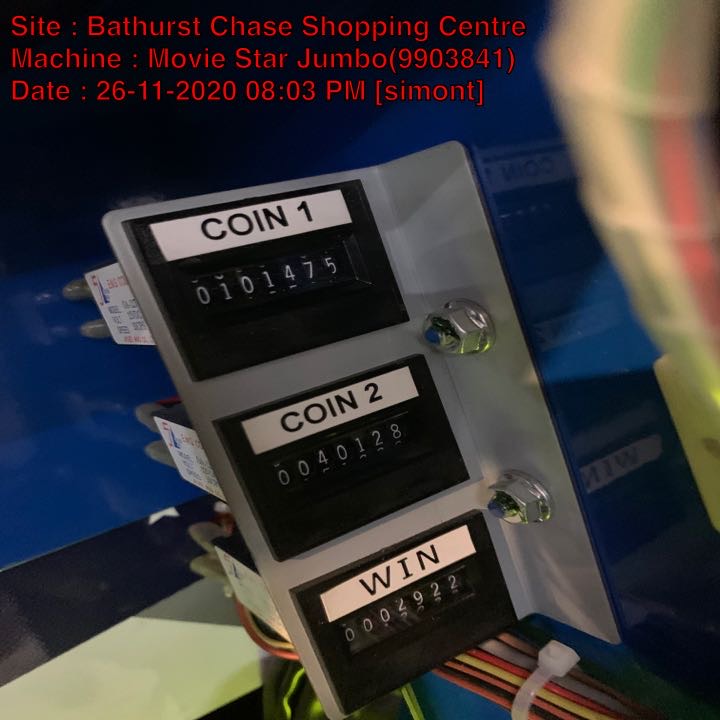 Site : Bathurst Chase Shopping Centre
Machine : Movie Star Jumbo(9903841)
Date : 26-11-2020 08:03 PM [simont]
COIN 1
0101475
COIN 2
0040128
WIN
0002922